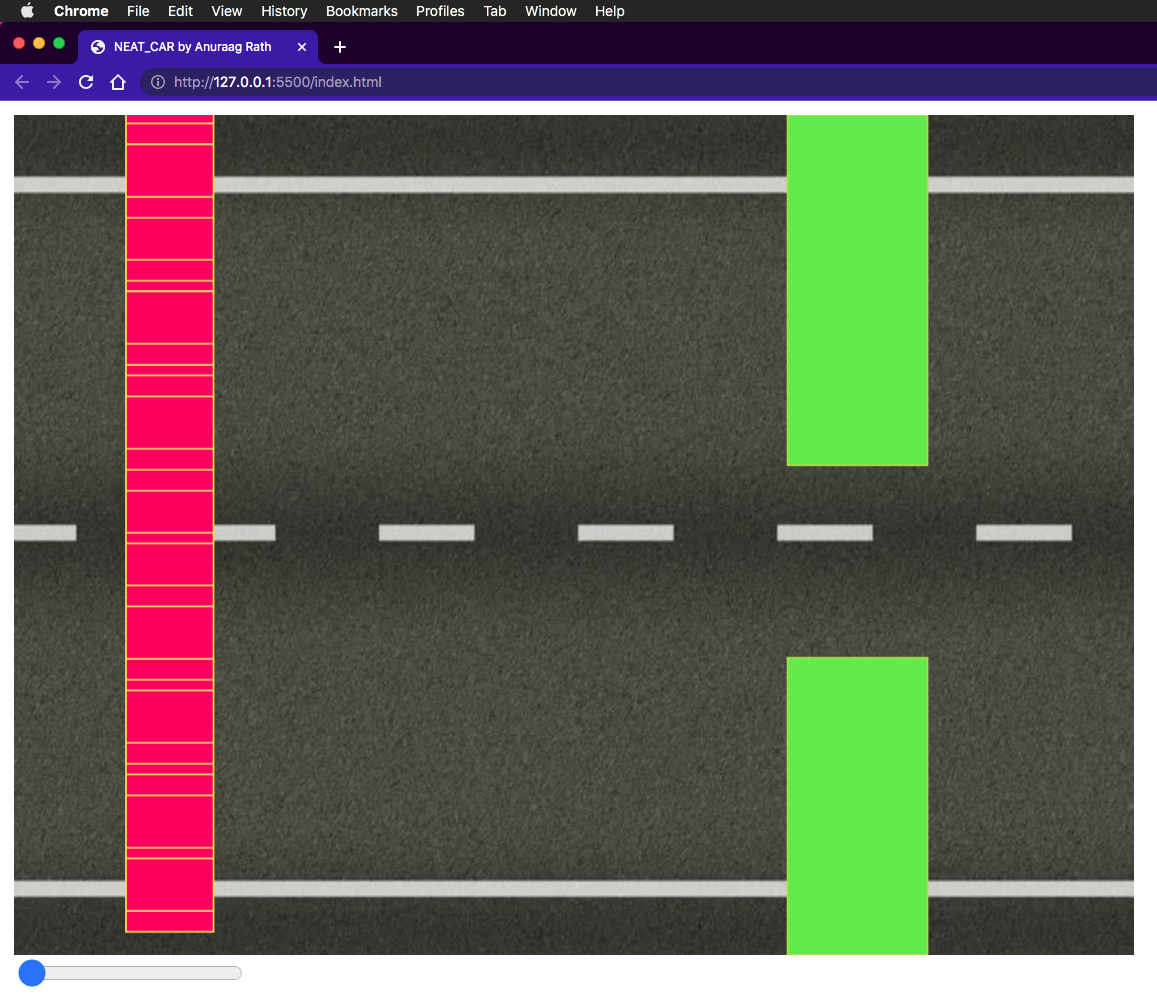 Chrome File Edit View History Bookmarks Profiles Tab Window Help
NEAT_CAR by Anuraag Rath
http://127.0.0.1:5500/index.html